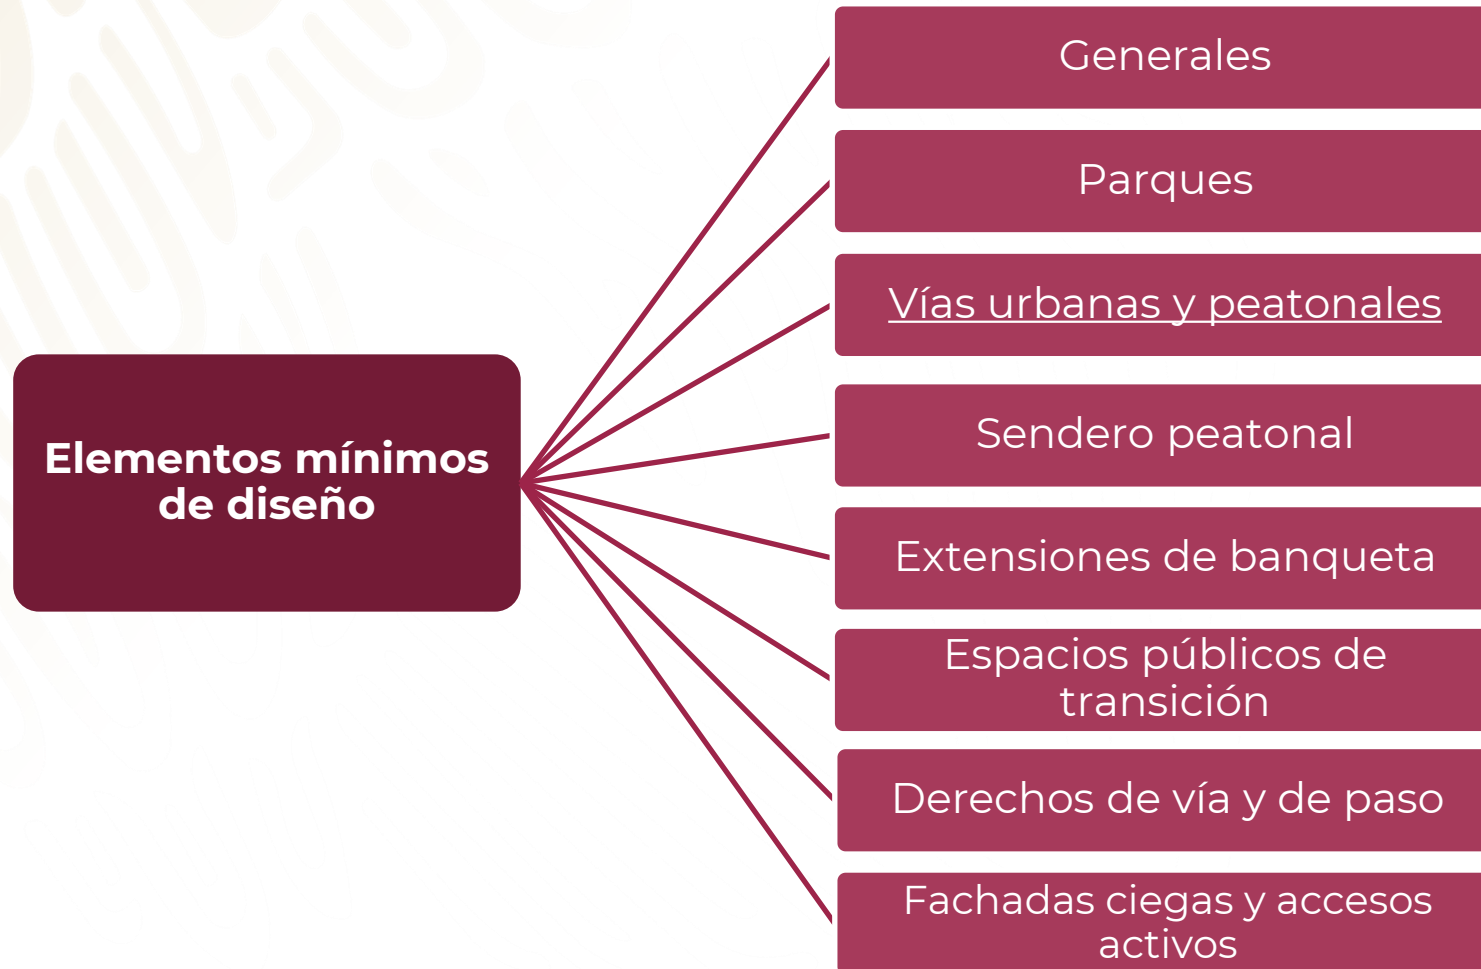 Generales
Parques
Vías urbanas y peatonales
Sendero peatonal
Elementos mínimos
de diseño
Extensiones de banqueta
Espacios públicos de
transición
Derechos de vía y de paso
Fachadas ciegas y accesos
activos